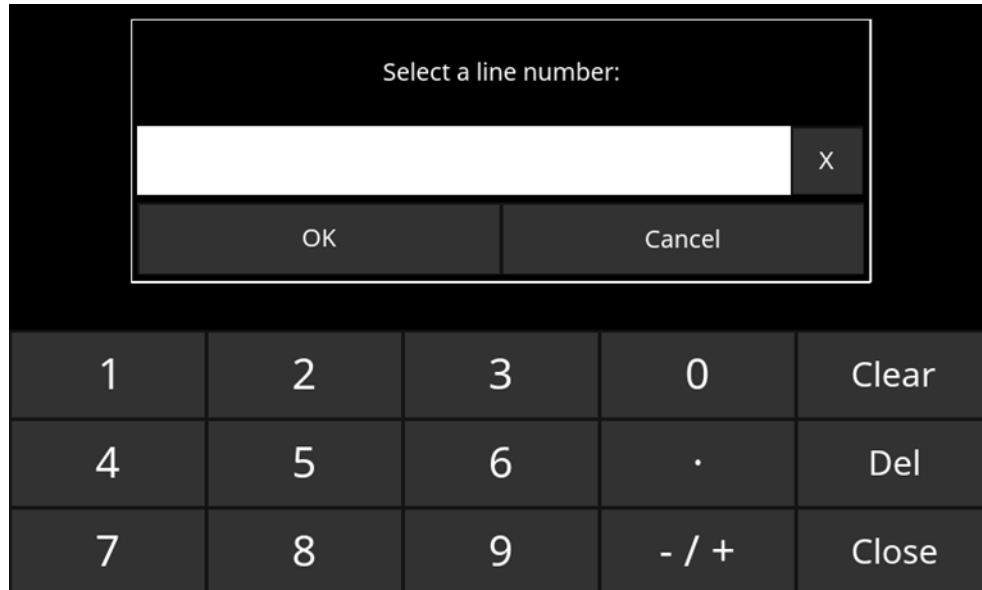 Select a line number:
X
OK Cancel
1 2 3 0 Clear
4 5 6 · Del
7 8 9 - / + Close